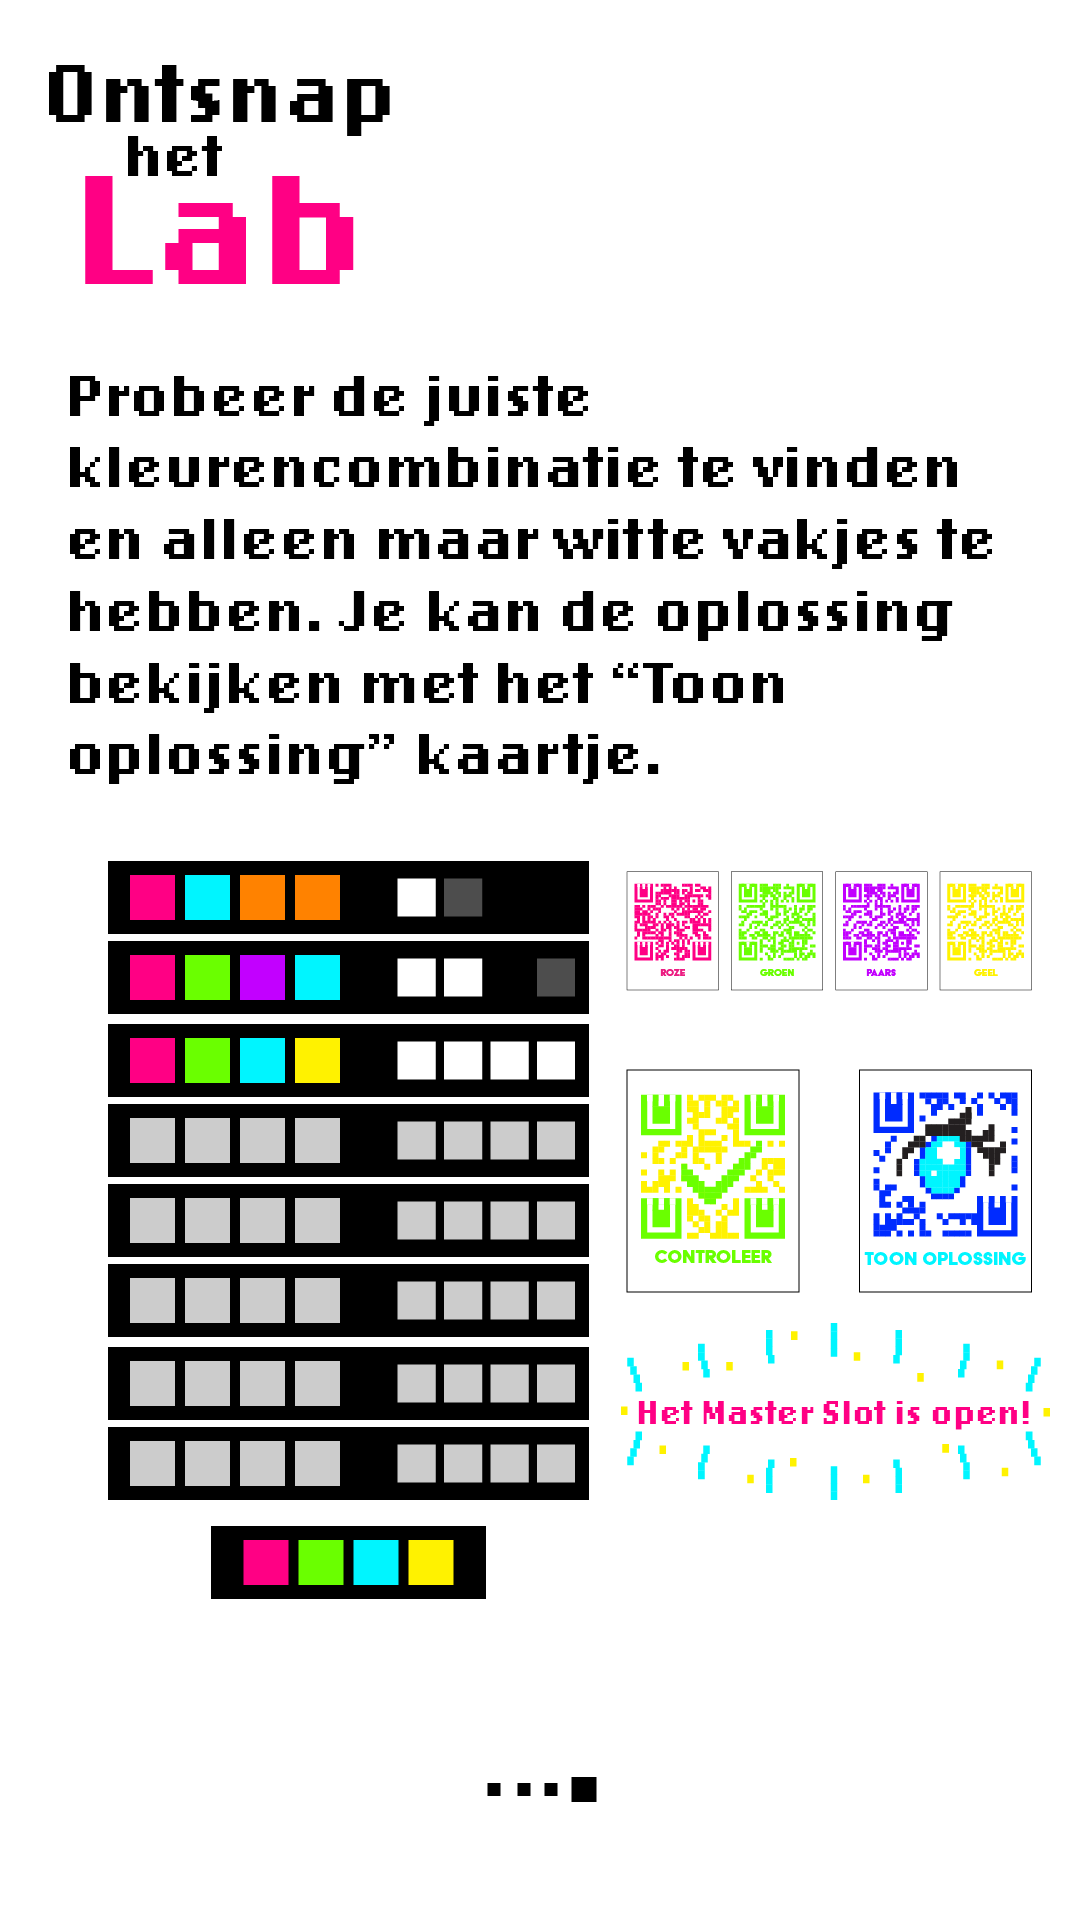 Ontsnap
het
Lab
Probeer de juiste
kleurencombinatie te vinden
en alleen maar witte vakjes te
hebben. Je kan de oplossing
bekijken met het “Toon
oplossing” kaartje.
ROZE
GROEN
PAARS
GEEL
CONTROLEER
TOON OPLOSSING
Het Master Slot is open!